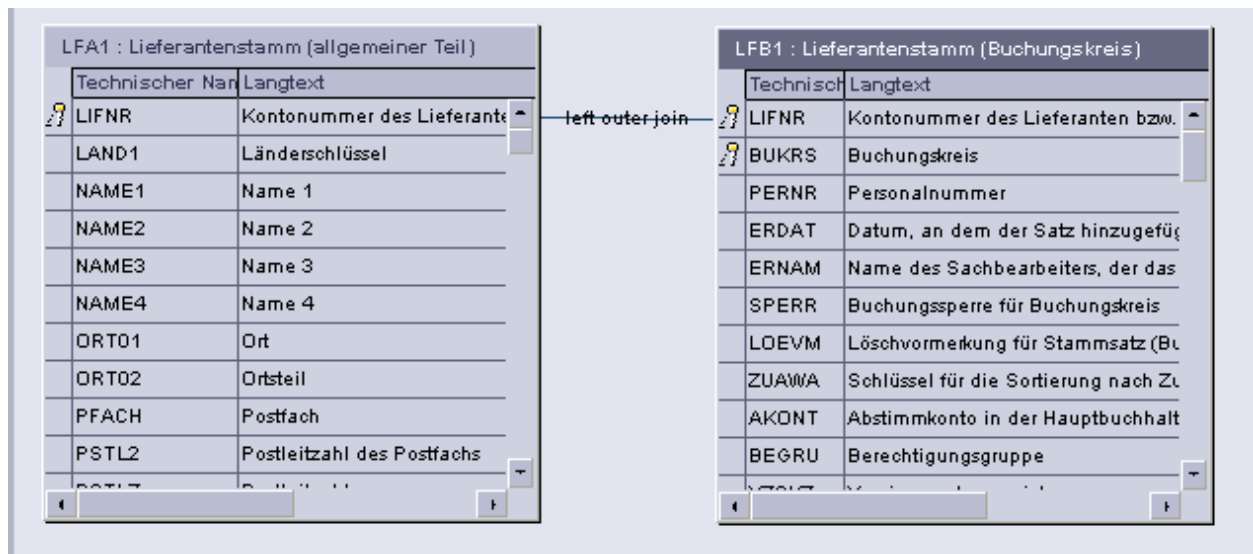 LFA1 : Lieferantenstamm (allgemeiner Teil)
Technischer Nan Langtext
LIFNR Kontonummer des Lieferante
LAND1 Länderschlüssel
NAME1 Name 1
NAME2 Name 2
NAME3 Name 3
NAME4 Name 4
ORT01 Ort
ORT02 Ortsteil
PFACH Postfach
PSTL2 Postleitzahl des Postfachs
left outer join
LFB1 : Lieferantenstamm (Buchungskreis)
Technisch Langtext
LIFNR Kontonummer des Lieferanten bzw.
BUKRS Buchungskreis
PERNR Personalnummer
ERDAT Datum, an dem der Satz hinzugefüg
ERNAM Name des Sachbearbeiters, der das
SPERR Buchungssperre für Buchungskreis
LOEVM Löschvormerkung für Stammsatz (Bu
ZUAWA Schlüssel für die Sortierung nach Zu
AKONT Abstimmkonto in der Hauptbuchhalt
BEGRU Berechtigungsgruppe